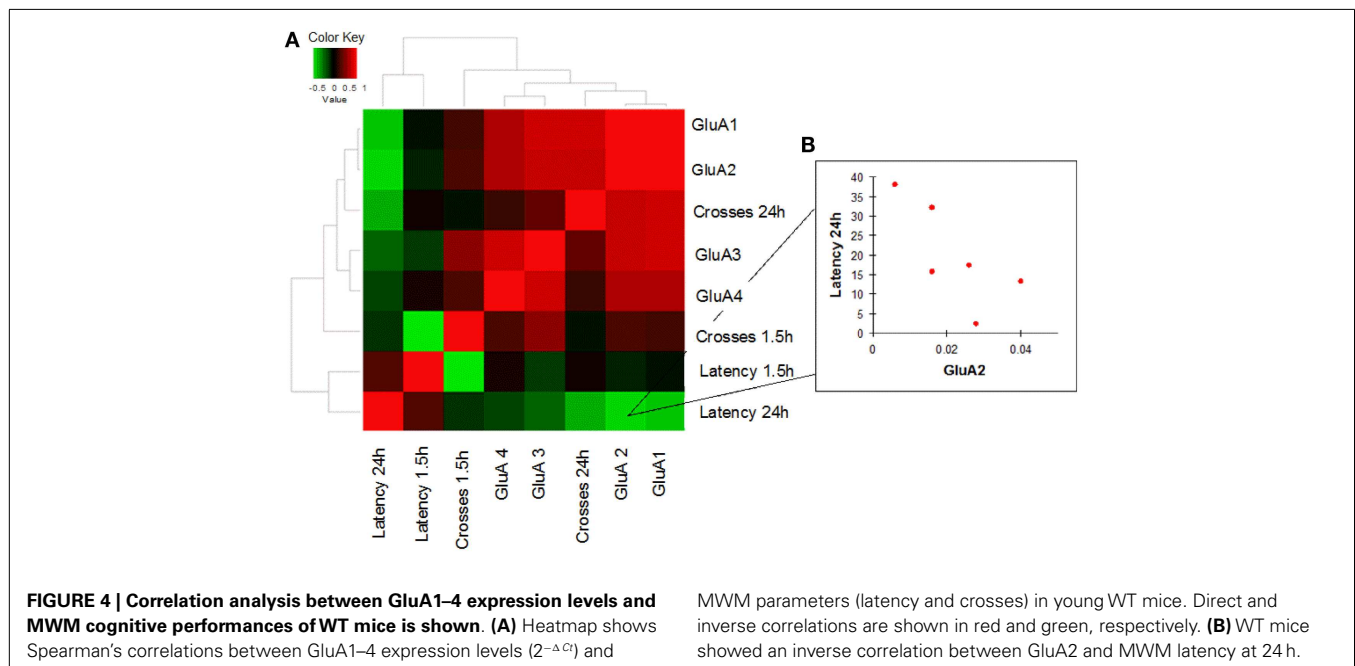 A
Color Key
-0.5 0 0.5 1
Value
GluA1
GluA2
Crosses 24h
GluA3
GluA4
Crosses 1.5h
Latency 1.5h
Latency 24h
Latency 24h
Latency 1.5h
Crosses 1.5h
GluA 4
GluA 3
Crosses 24h
GluA 2
GluA1
B
40
35
30
25
20
15
10
5
0
Latency 24h
0 0.02 0.04
GluA2
FIGURE 4 | Correlation analysis between GluA1–4 expression levels and
MWM cognitive performances of WT mice is shown. (A) Heatmap shows
Spearman's correlations between GluA1–4 expression levels (2−Δ Ct) and
MWM parameters (latency and crosses) in young WT mice. Direct and
inverse correlations are shown in red and green, respectively. (B) WT mice
showed an inverse correlation between GluA2 and MWM latency at 24 h.